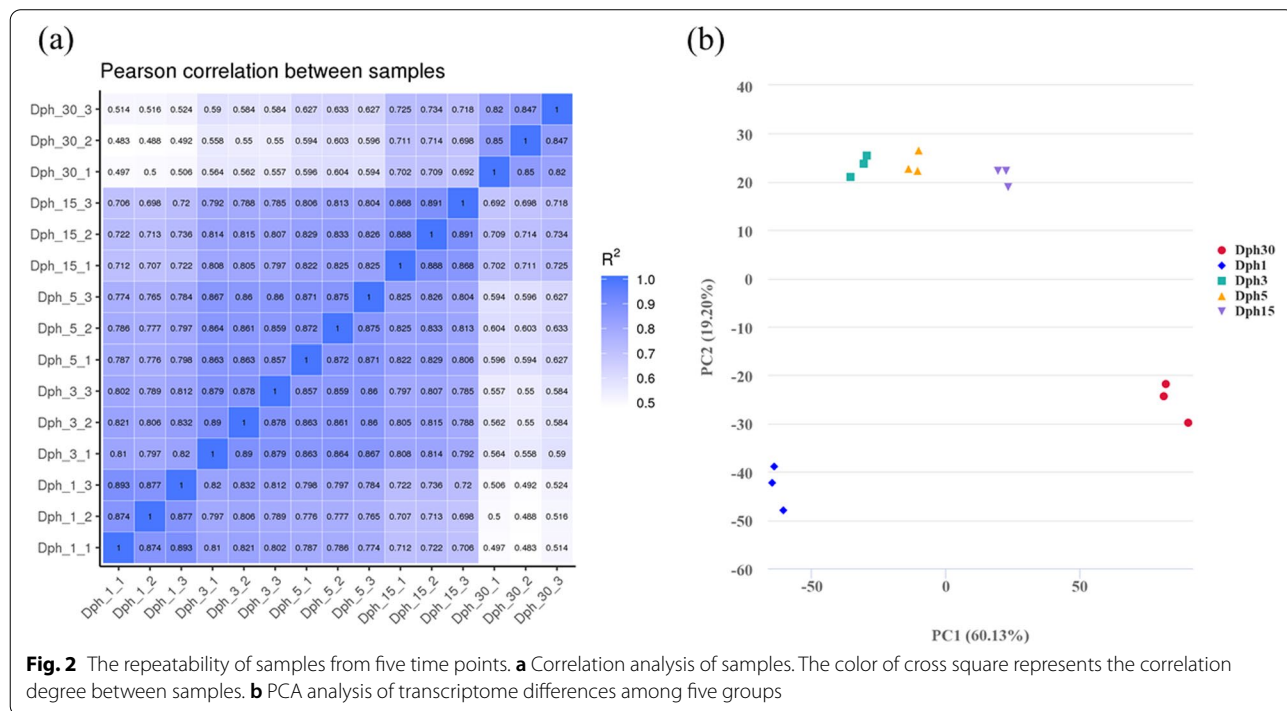 (a)
Pearson correlation between samples
Dph_30_3 0.514 0.516 0.524 0.59 0.584 0.584 0.627 0.633 0.627 0.725 0.734 0.718 0.82 0.847 1
Dph_30_2 0.483 0.488 0.492 0.558 0.55 0.55 0.594 0.603 0.596 0.711 0.714 0.698 0.85 1 0.847
Dph_30_1 0.497 0.5 0.506 0.564 0.562 0.557 0.596 0.604 0.594 0.702 0.709 0.692 1 0.85 0.82
Dph_15_3 0.706 0.698 0.72 0.792 0.788 0.785 0.806 0.813 0.804 0.868 0.891 1 0.692 0.698 0.718
Dph_15_2 0.722 0.713 0.736 0.814 0.815 0.807 0.829 0.833 0.826 0.888 1 0.891 0.709 0.714 0.734
Dph_15_1 0.712 0.707 0.722 0.808 0.805 0.797 0.822 0.825 0.825 1 0.888 0.868 0.702 0.711 0.725
Dph_5_3 0.774 0.765 0.784 0.867 0.86 0.86 0.871 0.875 1 0.825 0.826 0.804 0.594 0.596 0.627
Dph_5_2 0.786 0.777 0.797 0.864 0.861 0.859 0.872 1 0.875 0.825 0.833 0.813 0.604 0.603 0.633
Dph_5_1 0.787 0.776 0.798 0.863 0.863 0.857 1 0.872 0.871 0.822 0.829 0.806 0.596 0.594 0.627
Dph_3_3 0.802 0.789 0.812 0.879 0.878 1 0.857 0.859 0.86 0.797 0.807 0.785 0.557 0.55 0.584
Dph_3_2 0.821 0.806 0.832 0.89 1 0.878 0.863 0.861 0.86 0.805 0.815 0.788 0.562 0.55 0.584
Dph_3_1 0.81 0.797 0.82 1 0.89 0.879 0.863 0.864 0.867 0.808 0.814 0.792 0.564 0.558 0.59
Dph_1_3 0.893 0.877 1 0.82 0.832 0.812 0.798 0.797 0.784 0.722 0.736 0.72 0.506 0.492 0.524
Dph_1_2 0.874 1 0.877 0.797 0.806 0.789 0.776 0.777 0.765 0.707 0.713 0.698 0.5 0.488 0.516
Dph_1_1 1 0.874 0.893 0.81 0.821 0.802 0.787 0.786 0.774 0.712 0.722 0.706 0.497 0.483 0.514
Dph_1_1 Dph_1_2 Dph_1_3 Dph_3_1 Dph_3_2 Dph_3_3 Dph_5_1 Dph_5_2 Dph_5_3 Dph_15_1 Dph_15_2 Dph_15_3 Dph_30_1 Dph_30_2 Dph_30_3
R²
1.0
0.9
0.8
0.7
0.6
0.5
(b)
40
30
20
10
0
-10
-20
-30
-40
-50
-60
PC2 (19.20%)
-50 0 50
PC1 (60.13%)
Dph30
Dph1
Dph3
Dph5
Dph15
Fig. 2 The repeatability of samples from five time points. a Correlation analysis of samples. The color of cross square represents the correlation
degree between samples. b PCA analysis of transcriptome differences among five groups